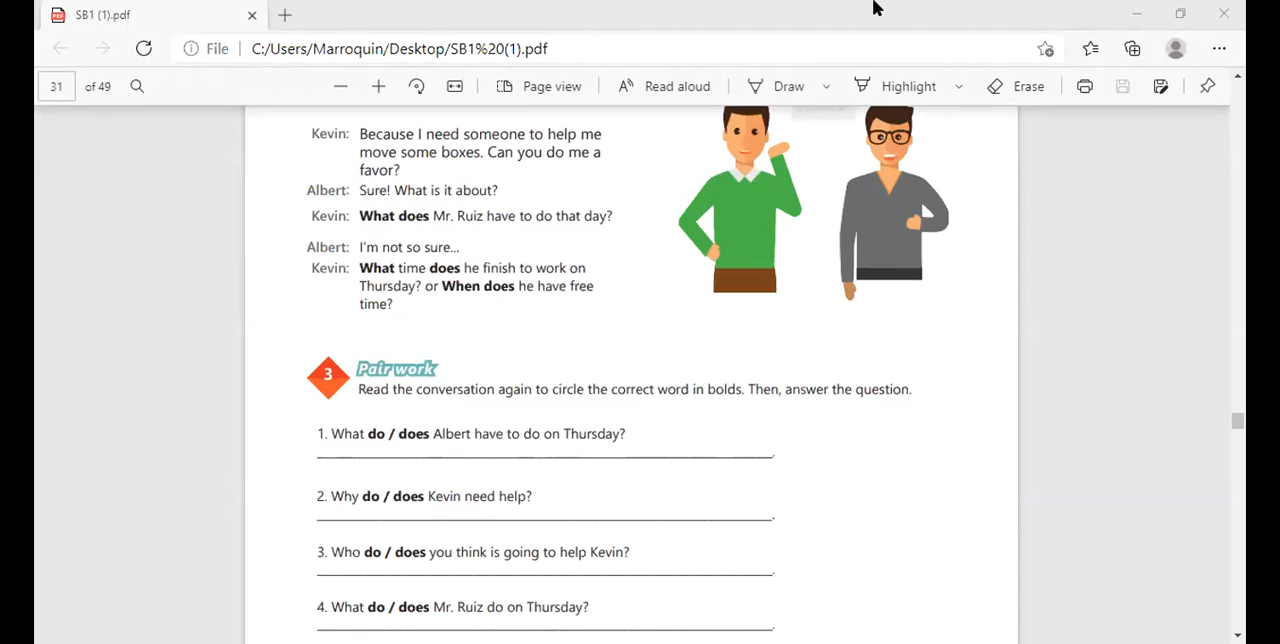 SB1 (1).pdf
File C:/Users/Marroquin/Desktop/SB1%20(1).pdf
31 of 49 Page view Read aloud Draw Highlight Erase
Kevin: Because I need someone to help me
move some boxes. Can you do me a
favor?
Albert: Sure! What is it about?
Kevin: What does Mr. Ruiz have to do that day?
Albert: I'm not so sure...
Kevin: What time does he finish to work on
Thursday? or When does he have free
time?
3 Pair work
Read the conversation again to circle the correct word in bolds. Then, answer the question.
1. What do / does Albert have to do on Thursday?
2. Why do / does Kevin need help?
3. Who do / does you think is going to help Kevin?
4. What do / does Mr. Ruiz do on Thursday?